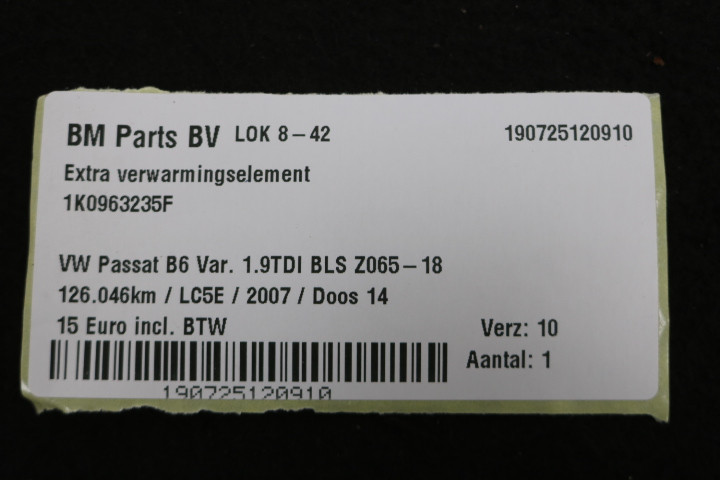 BM Parts BV LOK 8-42 190725120910
Extra verwarmingselement
1K0963235F
VW Passat B6 Var. 1.9TDI BLS Z065-18
126.046km / LC5E / 2007 / Doos 14
15 Euro incl. BTW Verz: 10
Aantal: 1
190725120910